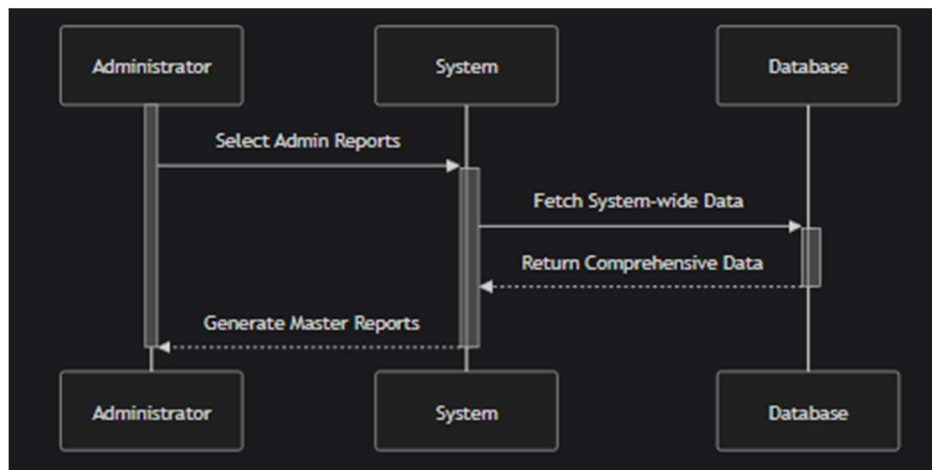 Administrator
System
Database
Select Admin Reports
Fetch System-wide Data
Return Comprehensive Data
Generate Master Reports
Administrator
System
Database